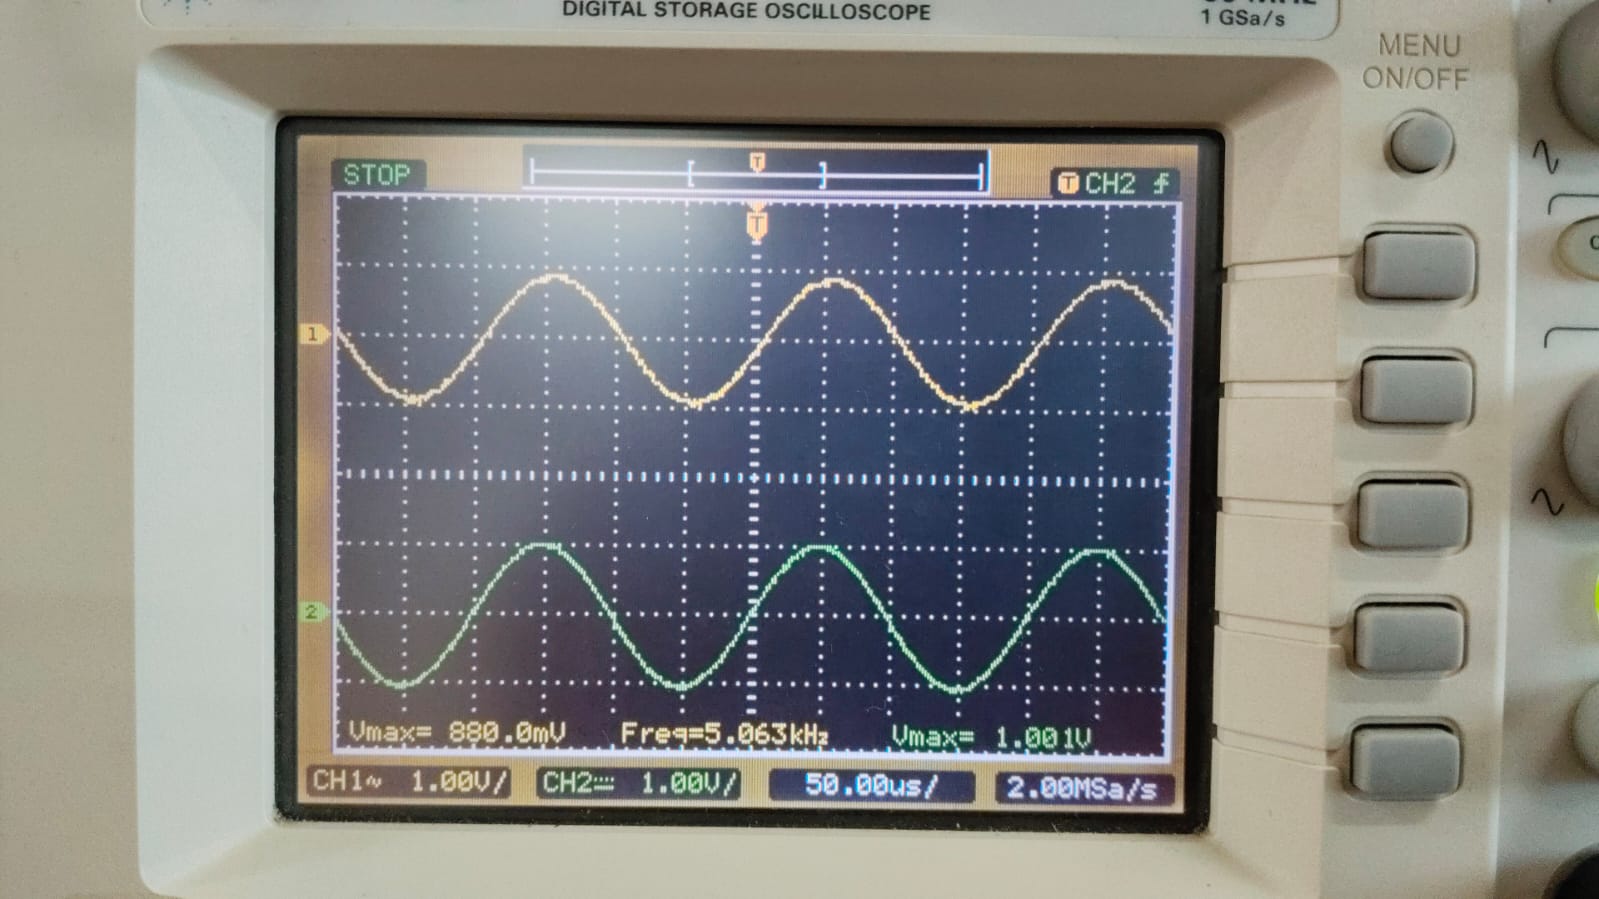 DIGITAL STORAGE OSCILLOSCOPE
1 GSa/s
MENU
ON/OFF
STOP
T
T CH2
T
1
2
Vmax= 880.0mV Freq=5.063kHz Vmax= 1.001V
CH1~ 1.00V/ CH2 1.00V/ 50.00us/ 2.00MSa/s